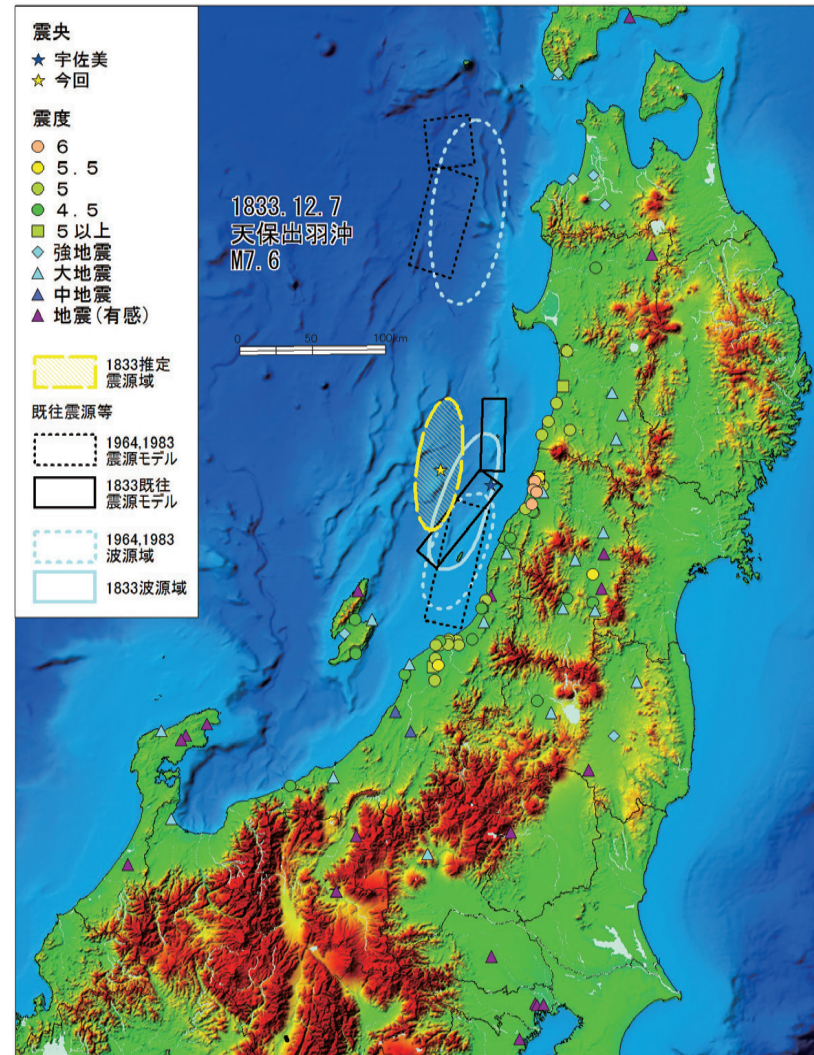 震央
宇佐美
今回
震度
6
5.5
5
4.5
5以上
強地震
大地震
中地震
地震(有感)
1833推定
震源域
既往震源等
1964,1983
震源モデル
1833既往
震源モデル
1964,1983
波源域
1833波源域
1833.12.7
天保出羽沖
M7.6
0 50 100km